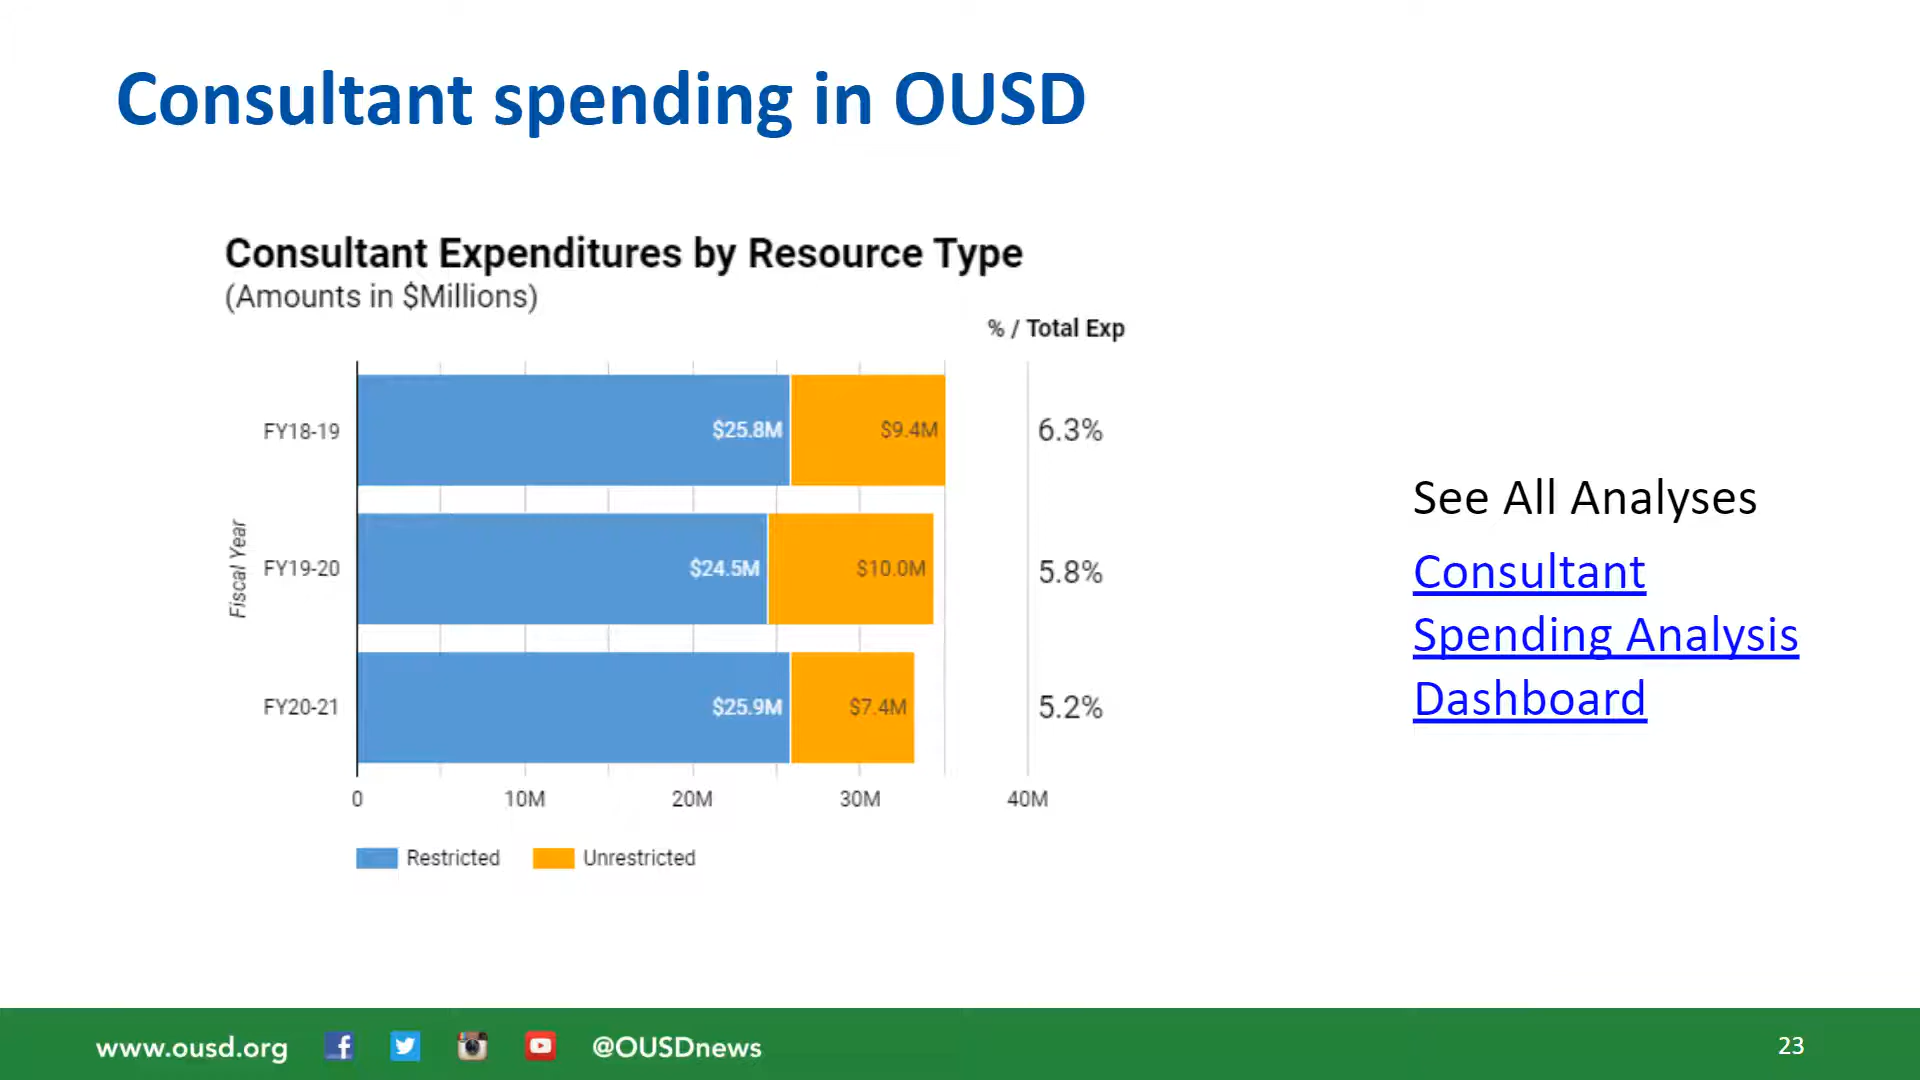 Consultant spending in OUSD
Consultant Expenditures by Resource Type
(Amounts in $Millions)
% / Total Exp
Fiscal Year
FY18-19
$25.8M
$9.4M
6.3%
FY19-20
$24.5M
$10.0M
5.8%
FY20-21
$25.9M
$7.4M
5.2%
0
10M
20M
30M
40M
Restricted
Unrestricted
See All Analyses
Consultant
Spending Analysis
Dashboard
www.ousd.org
@OUSDnews
23